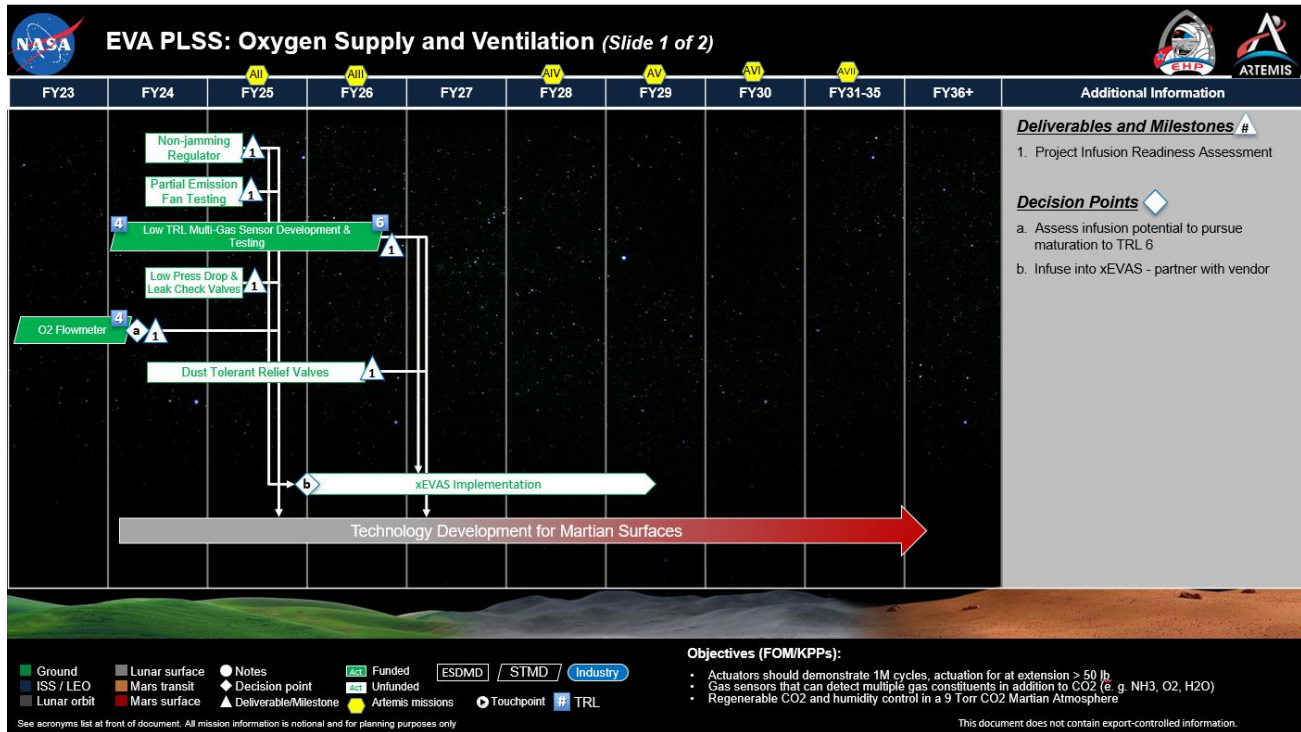 NASA
EVA PLSS: Oxygen Supply and Ventilation (Slide 1 of 2)
EHP
ARTEMIS
AII
AIII
AIV
AV
AVI
AVII
FY23
FY24
FY25
FY26
FY27
FY28
FY29
FY30
FY31-35
FY36+
Additional Information
Non-jamming
Regulator
1
Partial Emission
Fan Testing
1
4
Low TRL Multi-Gas Sensor Development &
Testing
6
1
Low Press Drop &
Leak Check Valves
1
O2 Flowmeter
4
a
1
Dust Tolerant Relief Valves
1
b
xEVAS Implementation
Technology Development for Martian Surfaces
Deliverables and Milestones #
1. Project Infusion Readiness Assessment
Decision Points
a. Assess infusion potential to pursue
maturation to TRL 6
b. Infuse into xEVAS - partner with vendor
Ground
ISS / LEO
Lunar orbit
Lunar surface
Mars transit
Mars surface
Notes
Decision point
Deliverable/Milestone
Act Funded
Act Unfunded
Artemis missions
ESDMD
STMD
Industry
Touchpoint
# TRL
Objectives (FOM/KPPs):
• Actuators should demonstrate 1M cycles, actuation for at extension > 50 lb
• Gas sensors that can detect multiple gas constituents in addition to CO2 (e. g. NH3, O2, H2O)
• Regenerable CO2 and humidity control in a 9 Torr CO2 Martian Atmosphere
See acronyms list at front of document. All mission information is notional and for planning purposes only
This document does not contain export-controlled information.